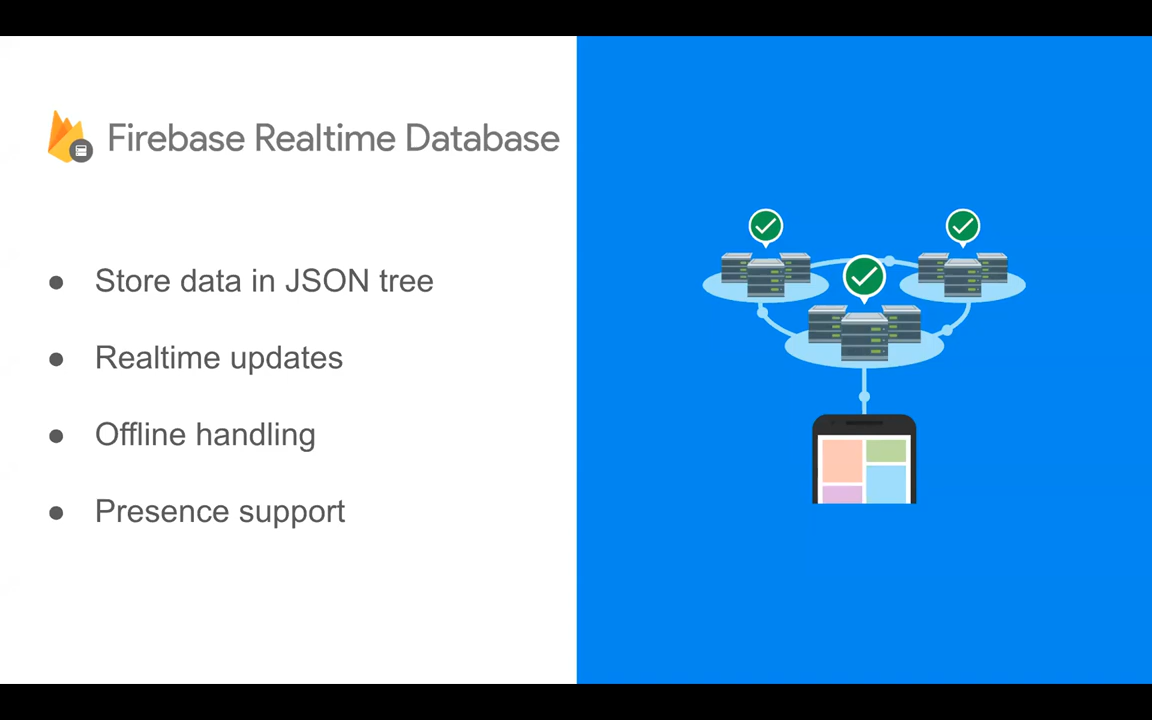 Firebase Realtime Database
● Store data in JSON tree
● Realtime updates
● Offline handling
● Presence support